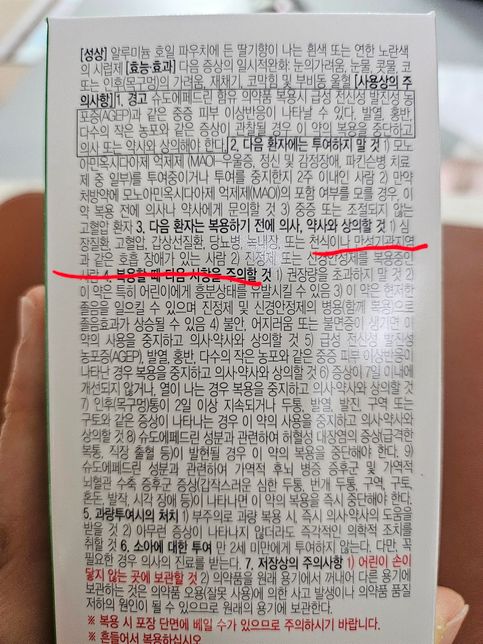 [성상] 알루미늄 호일 파우치에 든 딸기향이 나는 흰색 또는 연한 노란색
의 시럽제 [효능·효과] 다음 증상의 일시적완화: 눈의가려움, 눈물, 콧물, 코
또는 인후(목구멍)의 가려움, 재채기, 코막힘 및 부비동 울혈 [사용상의 주
의사항] 1. 경고 슈도에페드린 함유 의약품 복용시 급성 전신성 발진성 농
포증(AGEP)과 같은 중증 피부 이상반응이 나타날 수 있다. 발열, 홍반,
다수의 작은 농포와 같은 증상이 관찰될 경우 이 약의 복용을 중단하고
의사 또는 약사와 상의해야 한다. 2. 다음 환자에는 투여하지 말 것 1) 모노
아민옥시다아제 억제제 (MAO-우울증, 정신 및 감정장애, 파킨슨병 치료
제 중 일부)를 투여중이거나 투여를 중지한지 2주 이내인 사람 2) 만약
처방약에 모노아민옥시다아제 억제제(MAOI)의 포함 여부를 모를 경우, 이
약 복용 전에 의사나 약사에게 문의할 것 3) 중증 또는 조절되지 않는
고혈압 환자 3. 다음 환자는 복용하기 전에 의사, 약사와 상의할 것 1) 심
장질환, 고혈압, 갑상선질환, 당뇨병, 녹내장, 또는 천식이나 만성기관지염
과 같은 호흡 장애가 있는 사람 2) 진정제 또는 신경안정제를 복용중인
사람 4. 복용할 때 다음 사항을 주의할 것 1) 권장량을 초과하지 말 것 2)
이 약은 특히 어린이에게 흥분상태를 유발시킬 수 있음 3) 이 약은 현저한
졸음을 일으킬 수 있으며 진정제 및 신경안정제의 병용(함께 복용)으로
졸음효과가 상승될 수 있음 4) 불안, 어지러움 또는 불면증이 생기면 이
약의 사용을 중지하고 의사약사와 상의할 것 5) 급성 전신성 발진성
농포증(AGEP), 발열, 홍반, 다수의 작은 농포와 같은 중증 피부 이상반응이
나타난 경우 복용을 중지하고 의사·약사와 상의할 것 6) 증상이 7일 이내에
개선되지 않거나, 열이 나는 경우 복용을 중지하고 의사·약사와 상의할 것
7) 인후(목구멍)통이 2일 이상 지속되거나 두통, 발열, 발진, 구역 또는
구토와 같은 증상이 나타나는 경우 이 약의 사용을 중지하고 의사약사와
상의할 것 8) 슈도에페드린 성분과 관련하여 허혈성 대장염의 증상(급격한
복통, 직장 출혈 등)이 발현될 경우 이 약의 복용을 즉시 중단해야 한다. 9)
슈도에페드린 성분과 관련하여 가역적 후뇌 병증 증후군 및 가역적
뇌혈관 수축 증후군 증상(갑작스러운 심한 두통, 번개 두통, 구역, 구토,
혼돈, 발작, 시각 장애 등)이 나타나면 이 약의 복용을 즉시 중단해야 한다.
5. 과량투여시의 처치 1) 부주의로 과량 복용 시, 즉시 의사약사의 도움을
받을 것 2) 아무런 증상이 나타나지 않더라도 즉각적인 의학적 조치를
취할 것 6. 소아에 대한 투여 만 2세 미만에게 투여하지 않는다. 다만, 꼭
필요한 경우 의사의 진료를 받는다. 7. 저장상의 주의사항 1) 어린이 손이
닿지 않는 곳에 보관할 것 2) 의약품을 원래 용기에서 꺼내어 다른 용기에
보관하는 것은 의약품 오용(잘못 사용)에 의한 사고 발생이나 의약품 품질
저하의 원인이 될 수 있으므로 원래의 용기에 보관한다.
※ 복용 시 포장 단면에 베일 수가 있으므로 주의하시기 바랍니다.
※ 흔들어서 복용하십시오